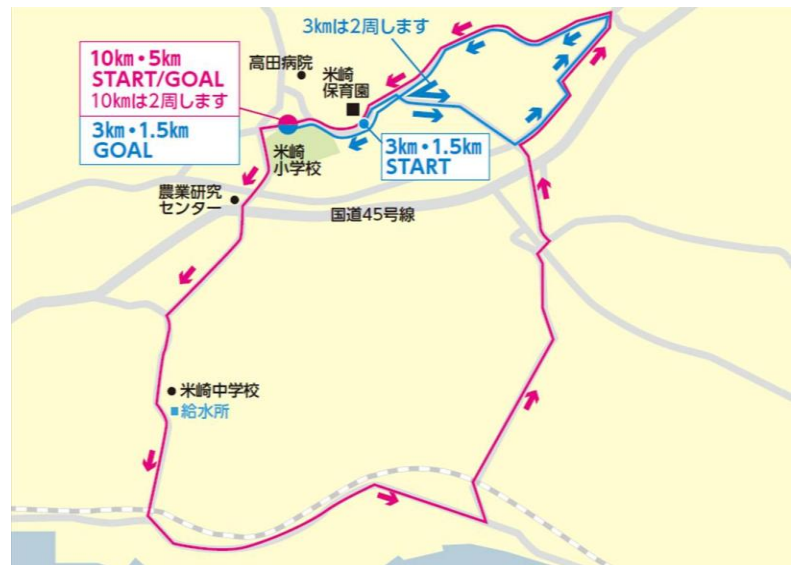 3kmは2周します
10km・5km
START/GOAL
10kmは2周します
3km・1.5km
GOAL
高田病院
米崎
保育園
米崎
小学校
3km・1.5km
START
農業研究
センター
国道45号線
米崎中学校
給水所